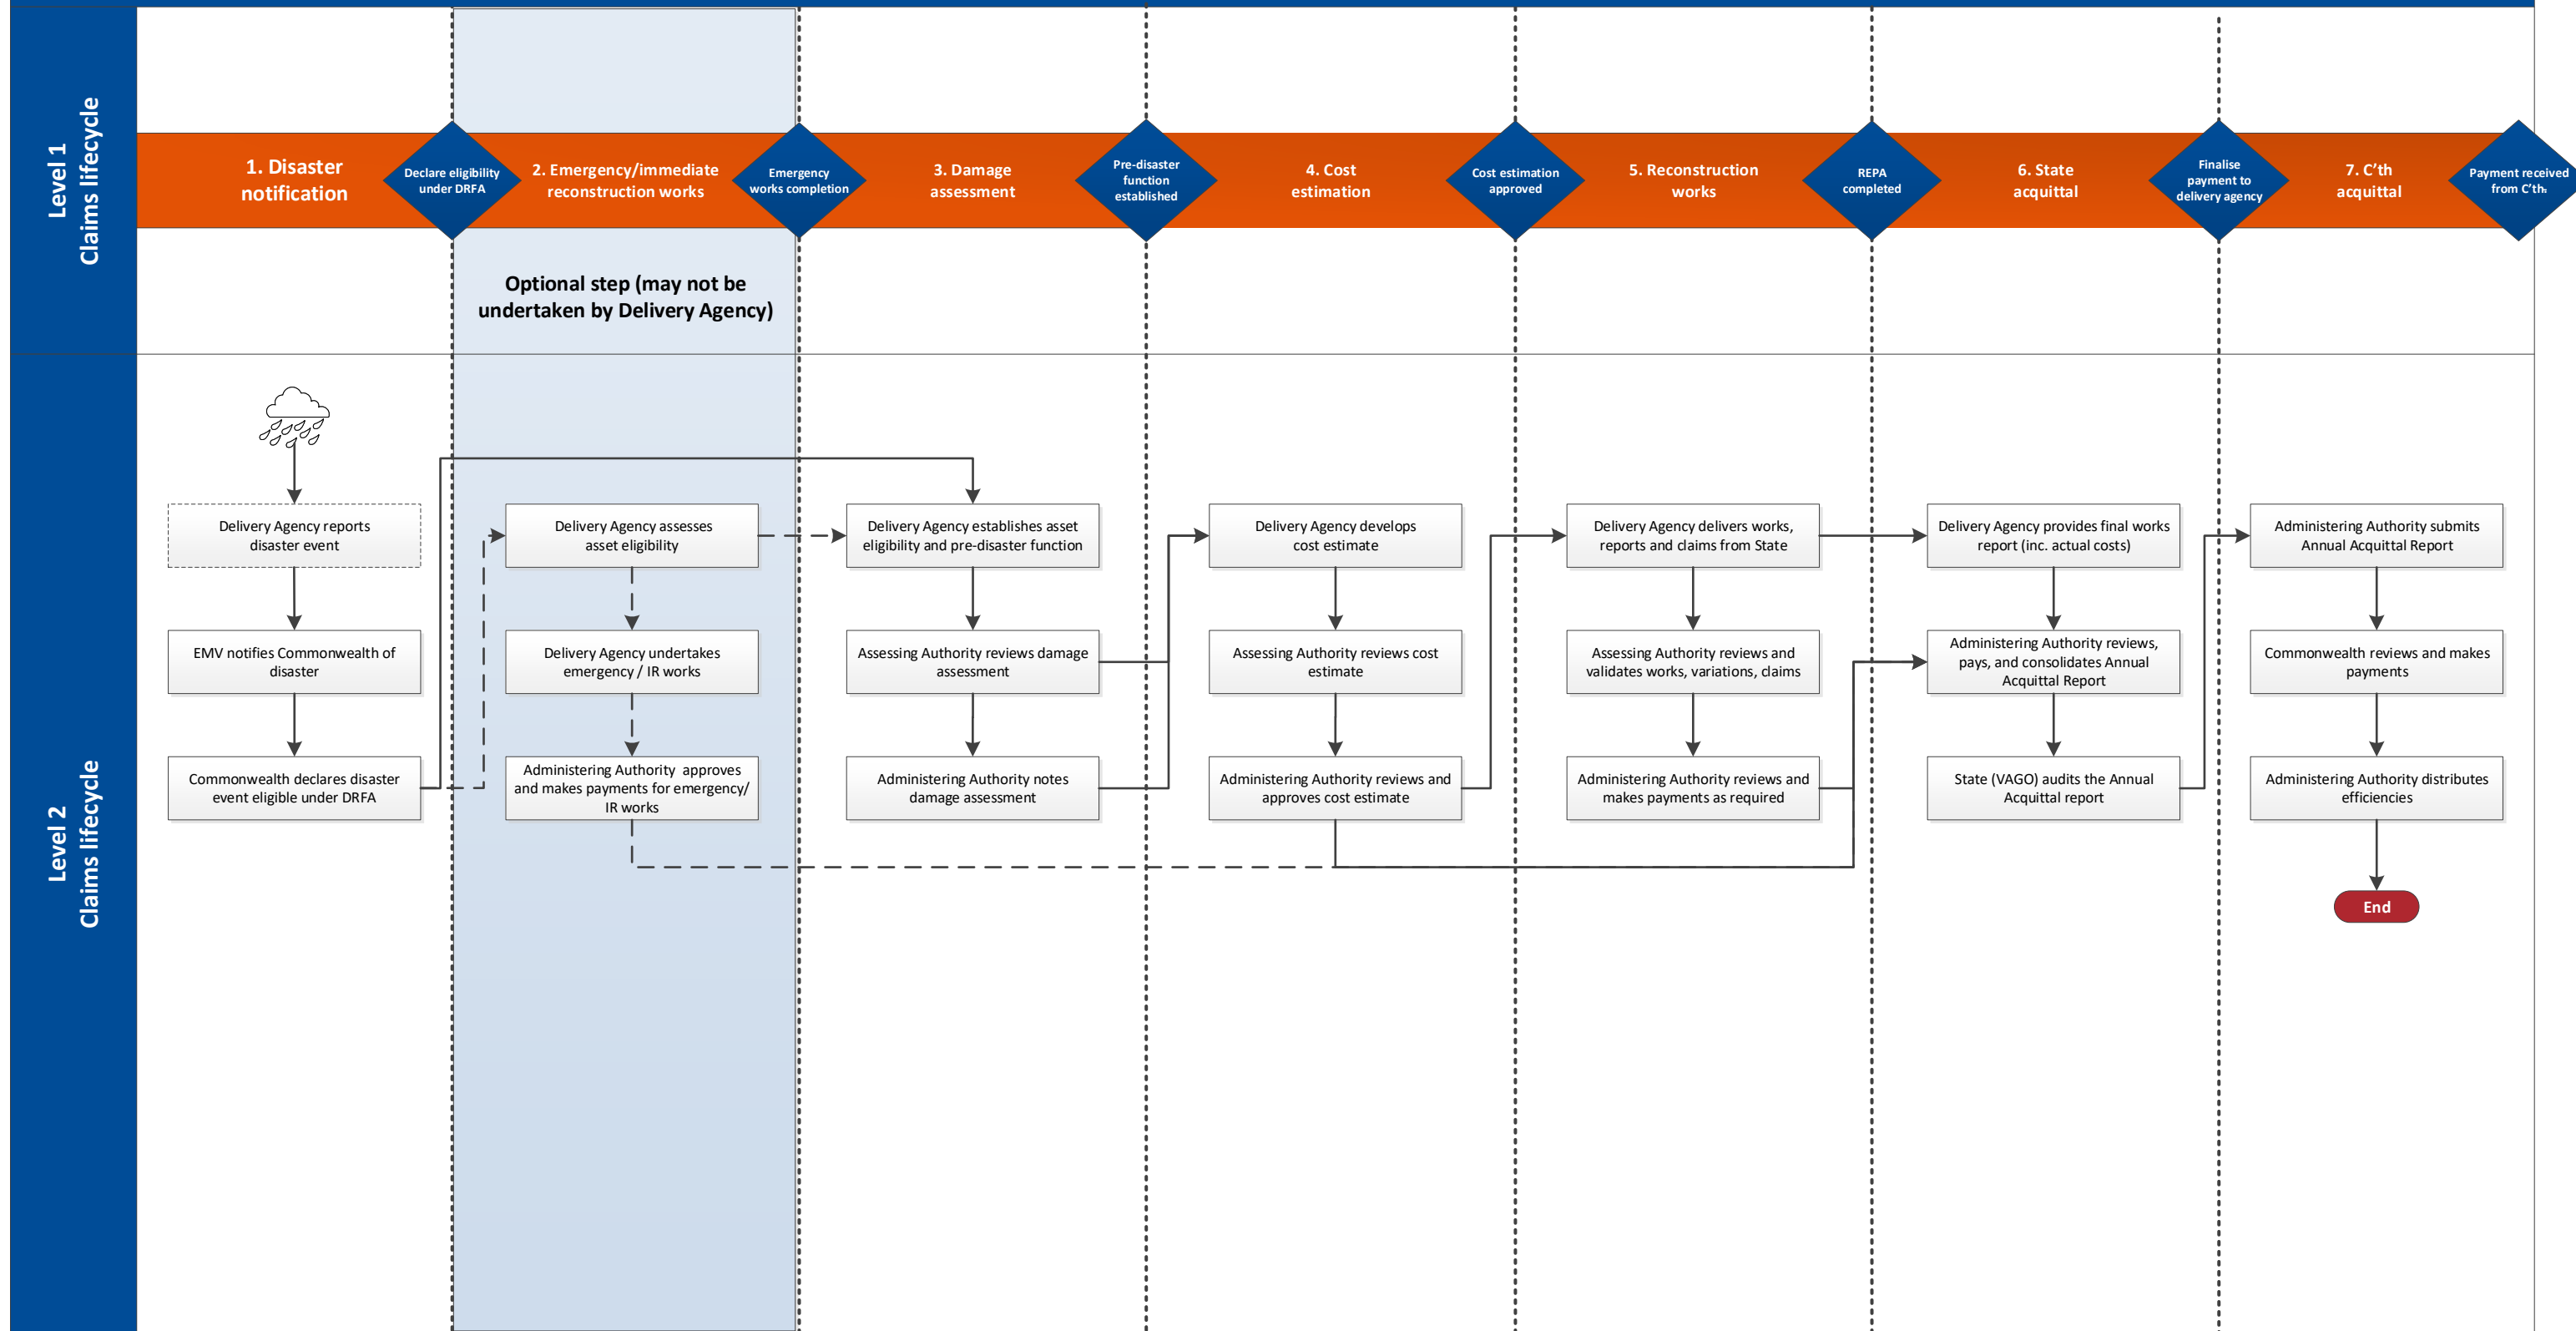 Level 1
Claims lifecycle
1. Disaster
notification
Declare eligibility
under DRFA
2. Emergency/immediate
reconstruction works
Emergency
works completion
3. Damage
assessment
Pre-disaster
function
established
4. Cost
estimation
Cost estimation
approved
5. Reconstruction
works
REPA
completed
6. State
acquittal
Finalise
payment to
delivery agency
7. C’th
acquittal
Payment received
from C’th.
Optional step (may not be
undertaken by Delivery Agency)
Level 2
Claims lifecycle
Delivery Agency reports
disaster event
EMV notifies Commonwealth of
disaster
Commonwealth declares disaster
event eligible under DRFA
Delivery Agency assesses
asset eligibility
Delivery Agency undertakes
emergency / IR works
Administering Authority approves
and makes payments for emergency/
IR works
Delivery Agency establishes asset
eligibility and pre-disaster function
Assessing Authority reviews damage
assessment
Administering Authority notes
damage assessment
Delivery Agency develops
cost estimate
Assessing Authority reviews cost
estimate
Administering Authority reviews and
approves cost estimate
Delivery Agency delivers works,
reports and claims from State
Assessing Authority reviews and
validates works, variations, claims
Administering Authority reviews and
makes payments as required
Delivery Agency provides final works
report (inc. actual costs)
Administering Authority reviews,
pays, and consolidates Annual
Acquittal Report
State (VAGO) audits the Annual
Acquittal report
Administering Authority submits
Annual Acquittal Report
Commonwealth reviews and makes
payments
Administering Authority distributes
efficiencies
End